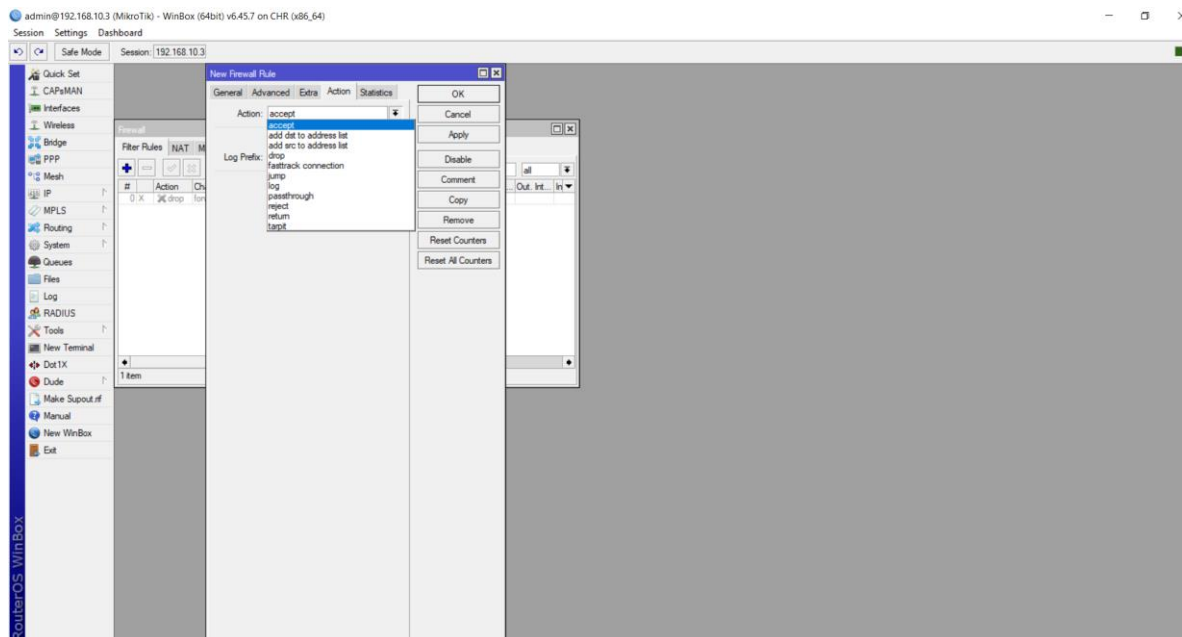 admin@192.168.10.3 (MikroTik) - WinBox (64bit) v6.45.7 on CHR (x86_64)
Session Settings Dashboard
Safe Mode Session: 192.168.10.3
Quick Set
CAPsMAN
Interfaces
Wireless
Bridge
PPP
Mesh
IP
MPLS
Routing
System
Queues
Files
Log
RADIUS
Tools
New Terminal
Dot1X
Dude
Make Supout.rif
Manual
New WinBox
Exit
RouterOS WinBox
Firewall
Filter Rules NAT M
all
# Action Ch Out. Int... In
0 X drop for
1 item
New Firewall Rule
General Advanced Extra Action Statistics
Action: accept
accept
add dst to address list
add src to address list
drop
fasttrack connection
jump
log
passthrough
reject
return
tarpit
Log Prefix:
OK
Cancel
Apply
Disable
Comment
Copy
Remove
Reset Counters
Reset All Counters